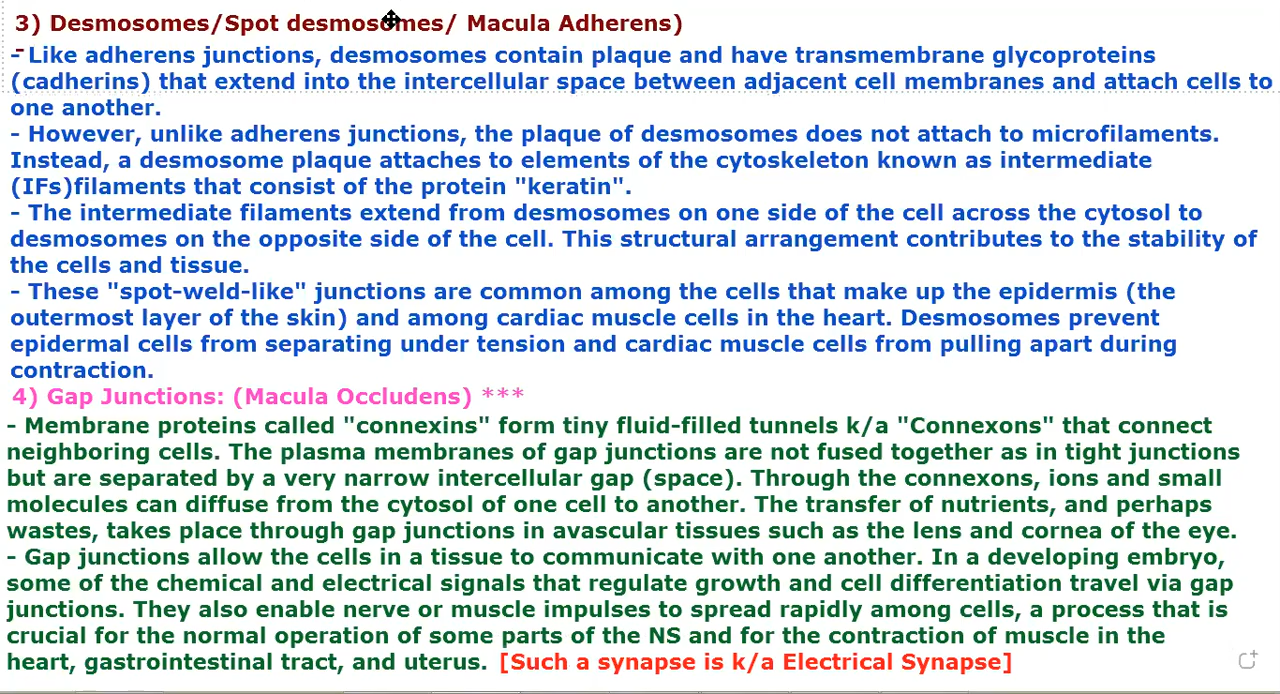 3) Desmosomes/Spot desmosomes/ Macula Adherens)
- Like adherens junctions, desmosomes contain plaque and have transmembrane glycoproteins
(cadherins) that extend into the intercellular space between adjacent cell membranes and attach cells to
one another.
- However, unlike adherens junctions, the plaque of desmosomes does not attach to microfilaments.
Instead, a desmosome plaque attaches to elements of the cytoskeleton known as intermediate
(IFs)filaments that consist of the protein "keratin".
- The intermediate filaments extend from desmosomes on one side of the cell across the cytosol to
desmosomes on the opposite side of the cell. This structural arrangement contributes to the stability of
the cells and tissue.
- These "spot-weld-like" junctions are common among the cells that make up the epidermis (the
outermost layer of the skin) and among cardiac muscle cells in the heart. Desmosomes prevent
epidermal cells from separating under tension and cardiac muscle cells from pulling apart during
contraction.
4) Gap Junctions: (Macula Occludens) ***
- Membrane proteins called "connexins" form tiny fluid-filled tunnels k/a "Connexons" that connect
neighboring cells. The plasma membranes of gap junctions are not fused together as in tight junctions
but are separated by a very narrow intercellular gap (space). Through the connexons, ions and small
molecules can diffuse from the cytosol of one cell to another. The transfer of nutrients, and perhaps
wastes, takes place through gap junctions in avascular tissues such as the lens and cornea of the eye.
- Gap junctions allow the cells in a tissue to communicate with one another. In a developing embryo,
some of the chemical and electrical signals that regulate growth and cell differentiation travel via gap
junctions. They also enable nerve or muscle impulses to spread rapidly among cells, a process that is
crucial for the normal operation of some parts of the NS and for the contraction of muscle in the
heart, gastrointestinal tract, and uterus. [Such a synapse is k/a Electrical Synapse]